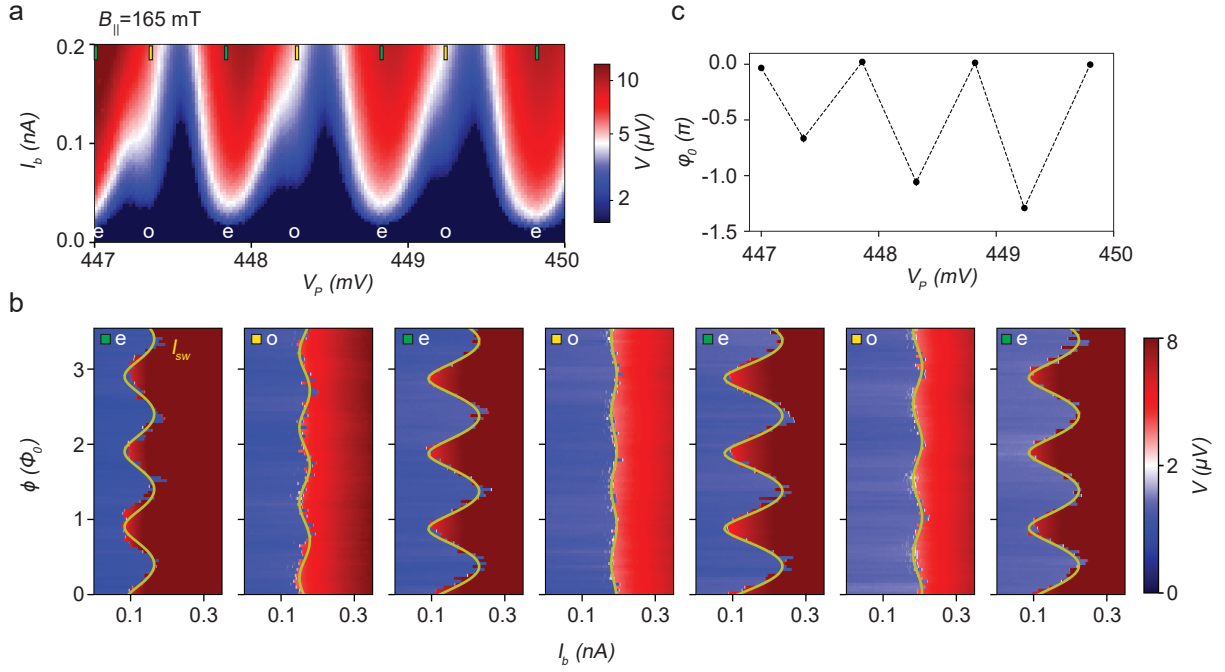 a
B||=165 mT
0.2
0.1
0.0
I_b (nA)
e o e o e o e
447 448 449 450
V_P (mV)
10
5
2
V (μV)
c
0.0
-0.5
-1.0
-1.5
φ_0 (π)
447 448 449 450
V_P (mV)
b
e o e o e o e
I_sw
3
2
1
0
ϕ (Φ_0)
0.1 0.3 0.1 0.3 0.1 0.3 0.1 0.3 0.1 0.3 0.1 0.3 0.1 0.3
I_b (nA)
8
2
0
V (μV)